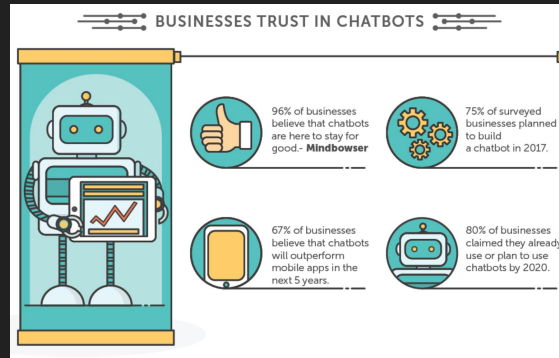 BUSINESSES TRUST IN CHATBOTS
96% of businesses
believe that chatbots
are here to stay for
good.- Mindbowser
75% of surveyed
businesses planned
to build
a chatbot in 2017.
67% of businesses
believe that chatbots
will outperform
mobile apps in the
next 5 years.
80% of businesses
claimed they already
use or plan to use
chatbots by 2020.